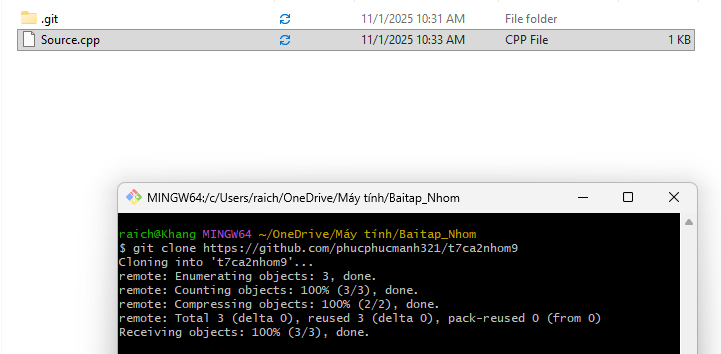 .git 11/1/2025 10:31 AM File folder
Source.cpp 11/1/2025 10:33 AM CPP File 1 KB
MINGW64:/c/Users/raich/OneDrive/Máy tính/Baitap_Nhom
raich@Khang MINGW64 ~/OneDrive/Máy tính/Baitap_Nhom
$ git clone https://github.com/phucphucmanh321/t7ca2nhom9
Cloning into 't7ca2nhom9'...
remote: Enumerating objects: 3, done.
remote: Counting objects: 100% (3/3), done.
remote: Compressing objects: 100% (2/2), done.
remote: Total 3 (delta 0), reused 3 (delta 0), pack-reused 0 (from 0)
Receiving objects: 100% (3/3), done.